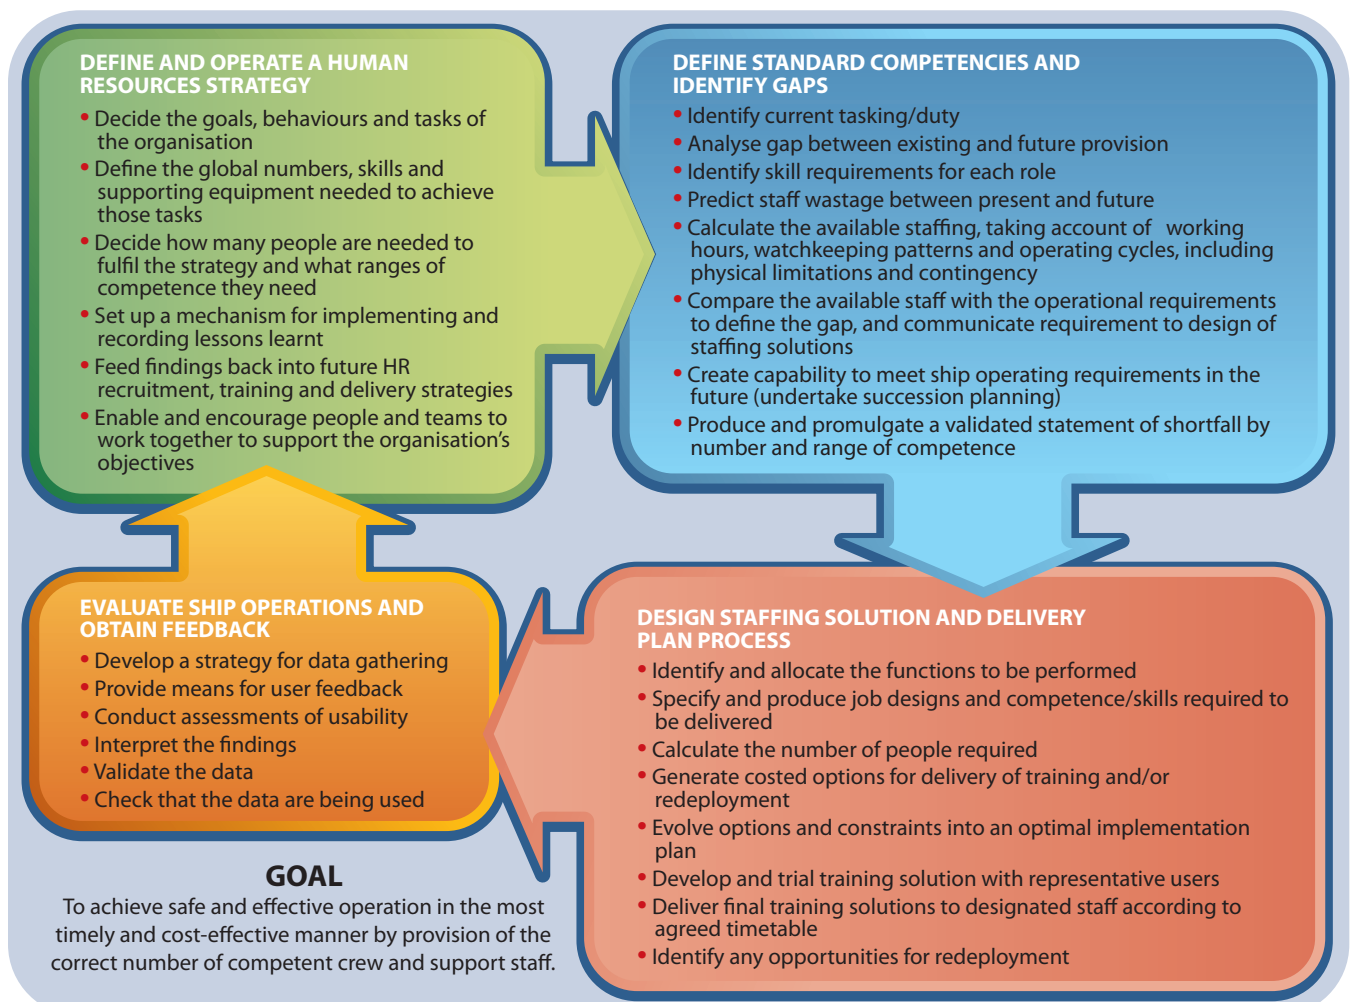 DEFINE AND OPERATE A HUMAN
RESOURCES STRATEGY
• Decide the goals, behaviours and tasks of
the organisation
• Define the global numbers, skills and
supporting equipment needed to achieve
those tasks
• Decide how many people are needed to
fulfil the strategy and what ranges of
competence they need
• Set up a mechanism for implementing and
recording lessons learnt
• Feed findings back into future HR
recruitment, training and delivery strategies
• Enable and encourage people and teams to
work together to support the organisation’s
objectives
DEFINE STANDARD COMPETENCIES AND
IDENTIFY GAPS
• Identify current tasking/duty
• Analyse gap between existing and future provision
• Identify skill requirements for each role
• Predict staff wastage between present and future
• Calculate the available staffing, taking account of working
hours, watchkeeping patterns and operating cycles, including
physical limitations and contingency
• Compare the available staff with the operational requirements
to define the gap, and communicate requirement to design of
staffing solutions
• Create capability to meet ship operating requirements in the
future (undertake succession planning)
• Produce and promulgate a validated statement of shortfall by
number and range of competence
DESIGN STAFFING SOLUTION AND DELIVERY
PLAN PROCESS
• Identify and allocate the functions to be performed
• Specify and produce job designs and competence/skills required to
be delivered
• Calculate the number of people required
• Generate costed options for delivery of training and/or
redeployment
• Evolve options and constraints into an optimal implementation
plan
• Develop and trial training solution with representative users
• Deliver final training solutions to designated staff according to
agreed timetable
• Identify any opportunities for redeployment
EVALUATE SHIP OPERATIONS AND
OBTAIN FEEDBACK
• Develop a strategy for data gathering
• Provide means for user feedback
• Conduct assessments of usability
• Interpret the findings
• Validate the data
• Check that the data are being used
GOAL
To achieve safe and effective operation in the most
timely and cost-effective manner by provision of the
correct number of competent crew and support staff.